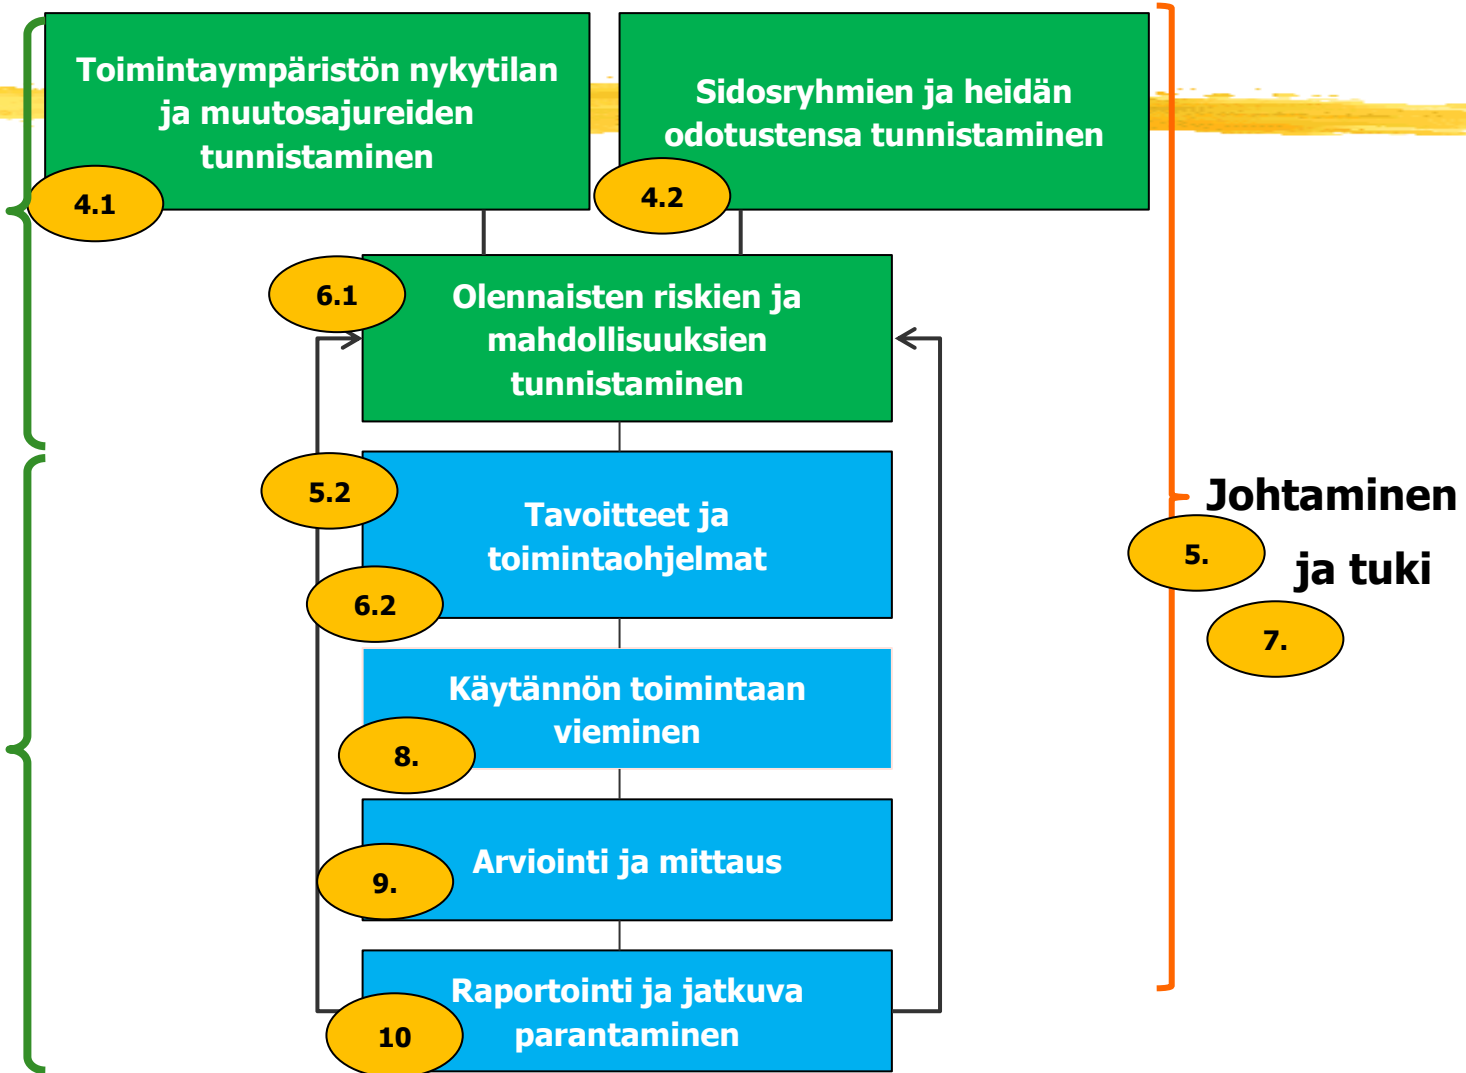 Toimintaympäristön nykytilan
ja muutosajureiden
tunnistaminen
4.1
Sidosryhmien ja heidän
odotustensa tunnistaminen
4.2
6.1
Olennaisten riskien ja
mahdollisuuksien
tunnistaminen
5.2
Tavoitteet ja
toimintaohjelmat
6.2
Käytännön toimintaan
vieminen
8.
Arviointi ja mittaus
9.
Raportointi ja jatkuva
parantaminen
10
Johtaminen
5.
ja tuki
7.